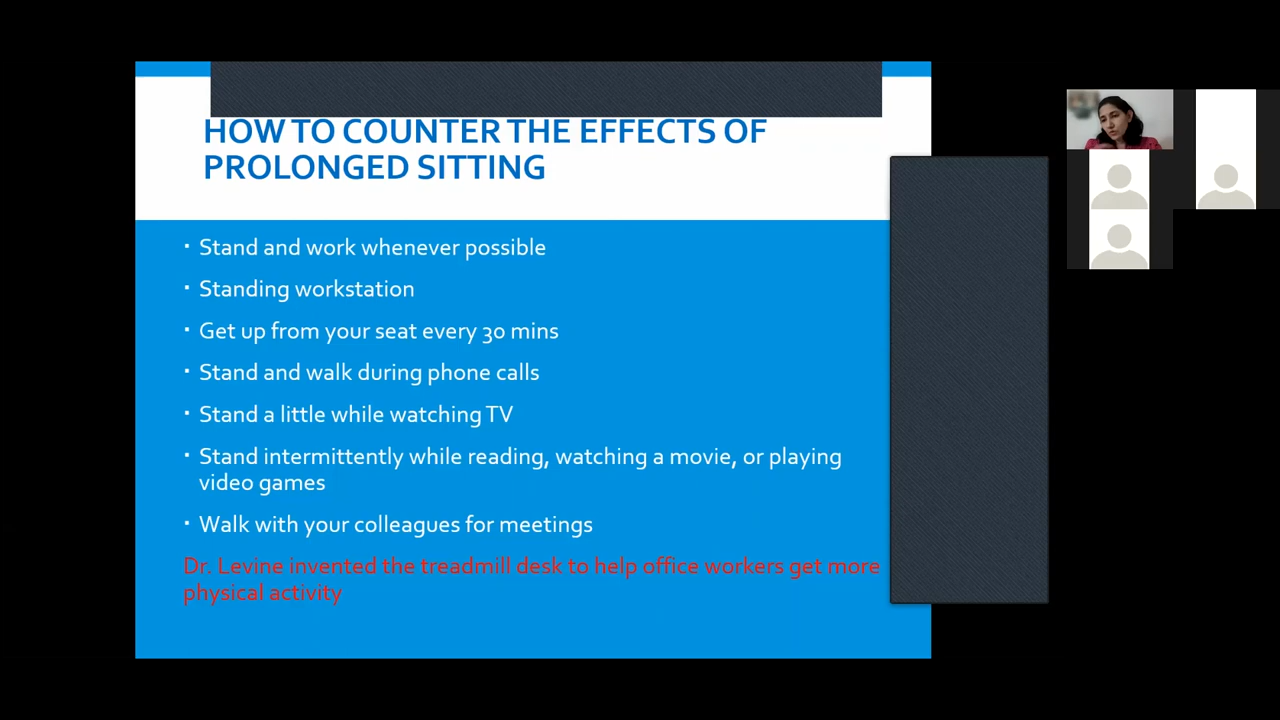 HOW TO COUNTER THE EFFECTS OF
PROLONGED SITTING
▪ Stand and work whenever possible
▪ Standing workstation
▪ Get up from your seat every 30 mins
▪ Stand and walk during phone calls
▪ Stand a little while watching TV
▪ Stand intermittently while reading, watching a movie, or playing
video games
▪ Walk with your colleagues for meetings
Dr. Levine invented the treadmill desk to help office workers get more
physical activity